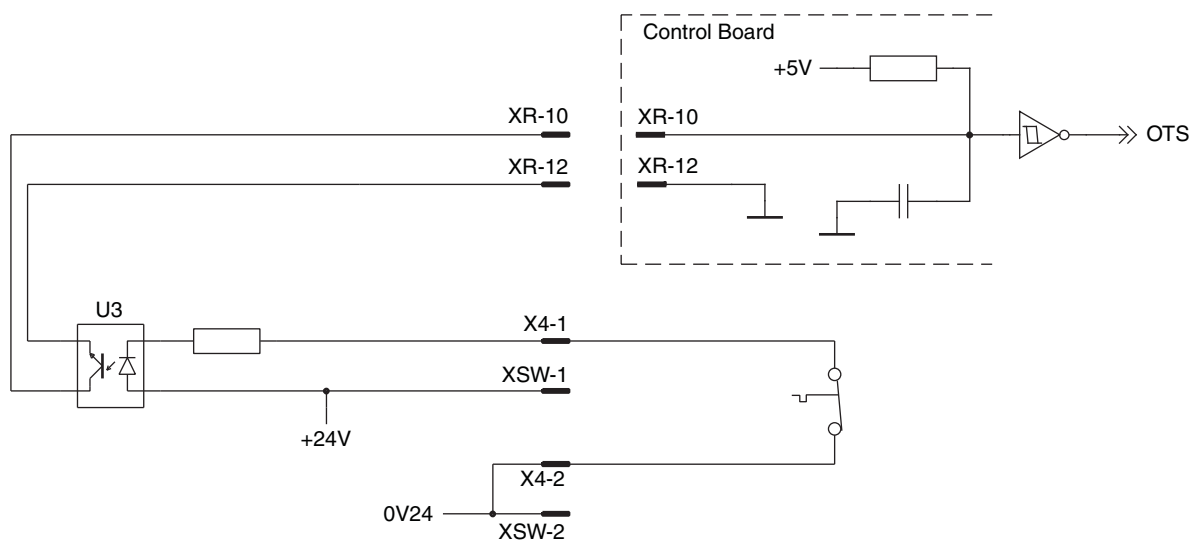 Control Board
+5V
XR-10
XR-10
OTS
XR-12
XR-12
U3
X4-1
XSW-1
+24V
X4-2
0V24
XSW-2